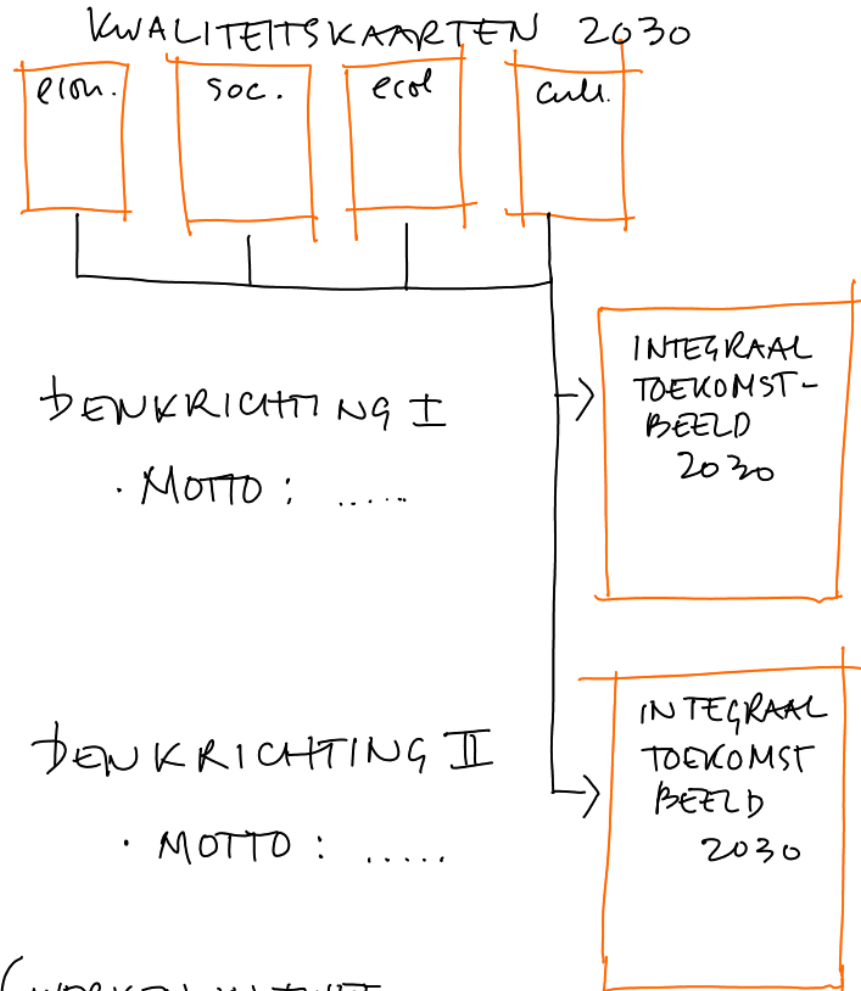 KWALITEITSKAARTEN 2030
econ. soc. ecol cult.
INTEGRAAL
TOEKOMST-
BEELD
2030
DENKRICHTING I
· MOTTO : .....
INTEGRAAL
TOEKOMST
BEELD
2030
DENKRICHTING II
· MOTTO : .....